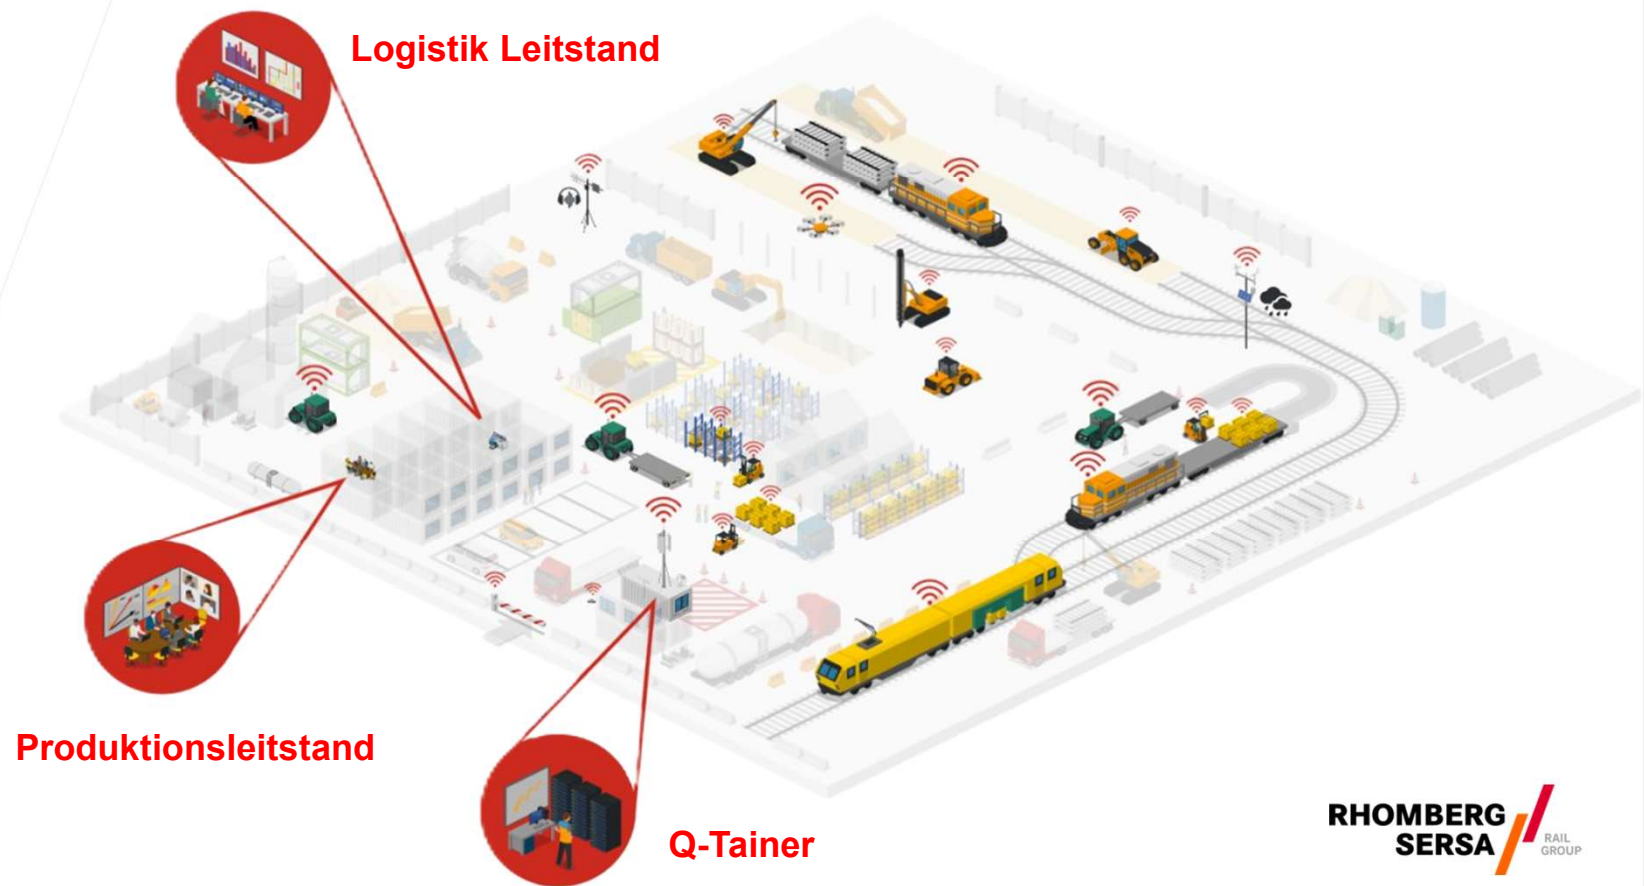 Logistik Leitstand
Produktionsleitstand
Q-Tainer
RHOMBERG
SERSA
RAIL
GROUP